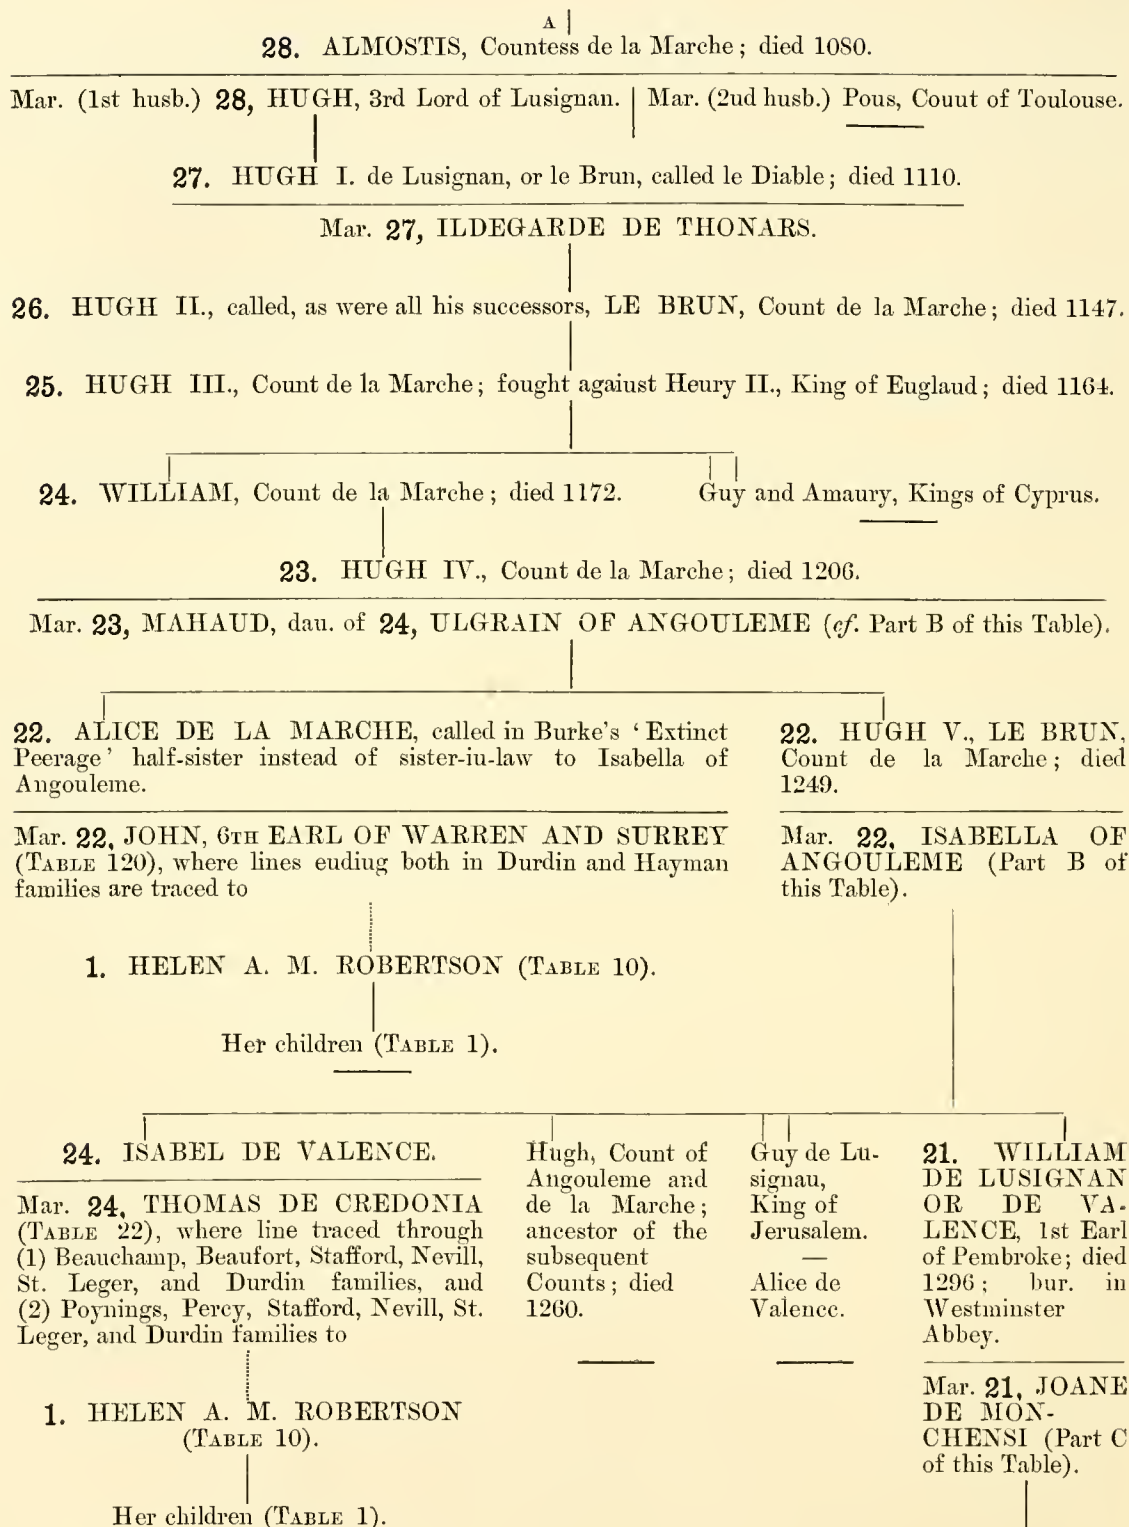 A
28. ALMOSTIS, Countess de la Marche; died 1080.
Mar. (1st husb.) 28, HUGH, 3rd Lord of Lusignan.
Mar. (2ud husb.) Pous, Couut of Toulouse.
27. HUGH I. de Lusignan, or le Brun, called le Diable; died 1110.
Mar. 27, ILDEGARDE DE THONARS.
26. HUGH II., called, as were all his successors, LE BRUN, Count de la Marche; died 1147.
25. HUGH III., Count de la Marche; fought agaiust Heury II., King of Euglaud; died 1164.
24. WILLIAM, Count de la Marche; died 1172.
Guy and Amaury, Kings of Cyprus.
23. HUGH IV., Count de la Marche; died 1206.
Mar. 23, MAHAUD, dau. of 24, ULGRAIN OF ANGOULEME (cf. Part B of this Table).
22. ALICE DE LA MARCHE, called in Burke's 'Extinct
Peerage' half-sister instead of sister-iu-law to Isabella of
Angouleme.
Mar. 22, JOHN, 6TH EARL OF WARREN AND SURREY
(TABLE 120), where lines eudiug both in Durdin and Hayman
families are traced to
1. HELEN A. M. ROBERTSON (TABLE 10).
Her children (TABLE 1).
22. HUGH V., LE BRUN,
Count de la Marche; died
1249.
Mar. 22, ISABELLA OF
ANGOULEME (Part B of
this Table).
24. ISABEL DE VALENCE.
Mar. 24, THOMAS DE CREDONIA
(TABLE 22), where line traced through
(1) Beauchamp, Beaufort, Stafford, Nevill,
St. Leger, and Durdin families, and
(2) Poynings, Percy, Stafford, Nevill, St.
Leger, and Durdin families to
1. HELEN A. M. ROBERTSON
(TABLE 10).
Her children (TABLE 1).
Hugh, Count of
Angouleme and
de la Marche;
ancestor of the
subsequent
Counts; died
1260.
Guy de Lu-
signau,
King of
Jerusalem.
—
Alice de
Valence.
21. WILLIAM
DE LUSIGNAN
OR DE VA-
LENCE, 1st Earl
of Pembroke; died
1296; bur. in
Westminster
Abbey.
Mar. 21, JOANE
DE MON-
CHENSI (Part C
of this Table).